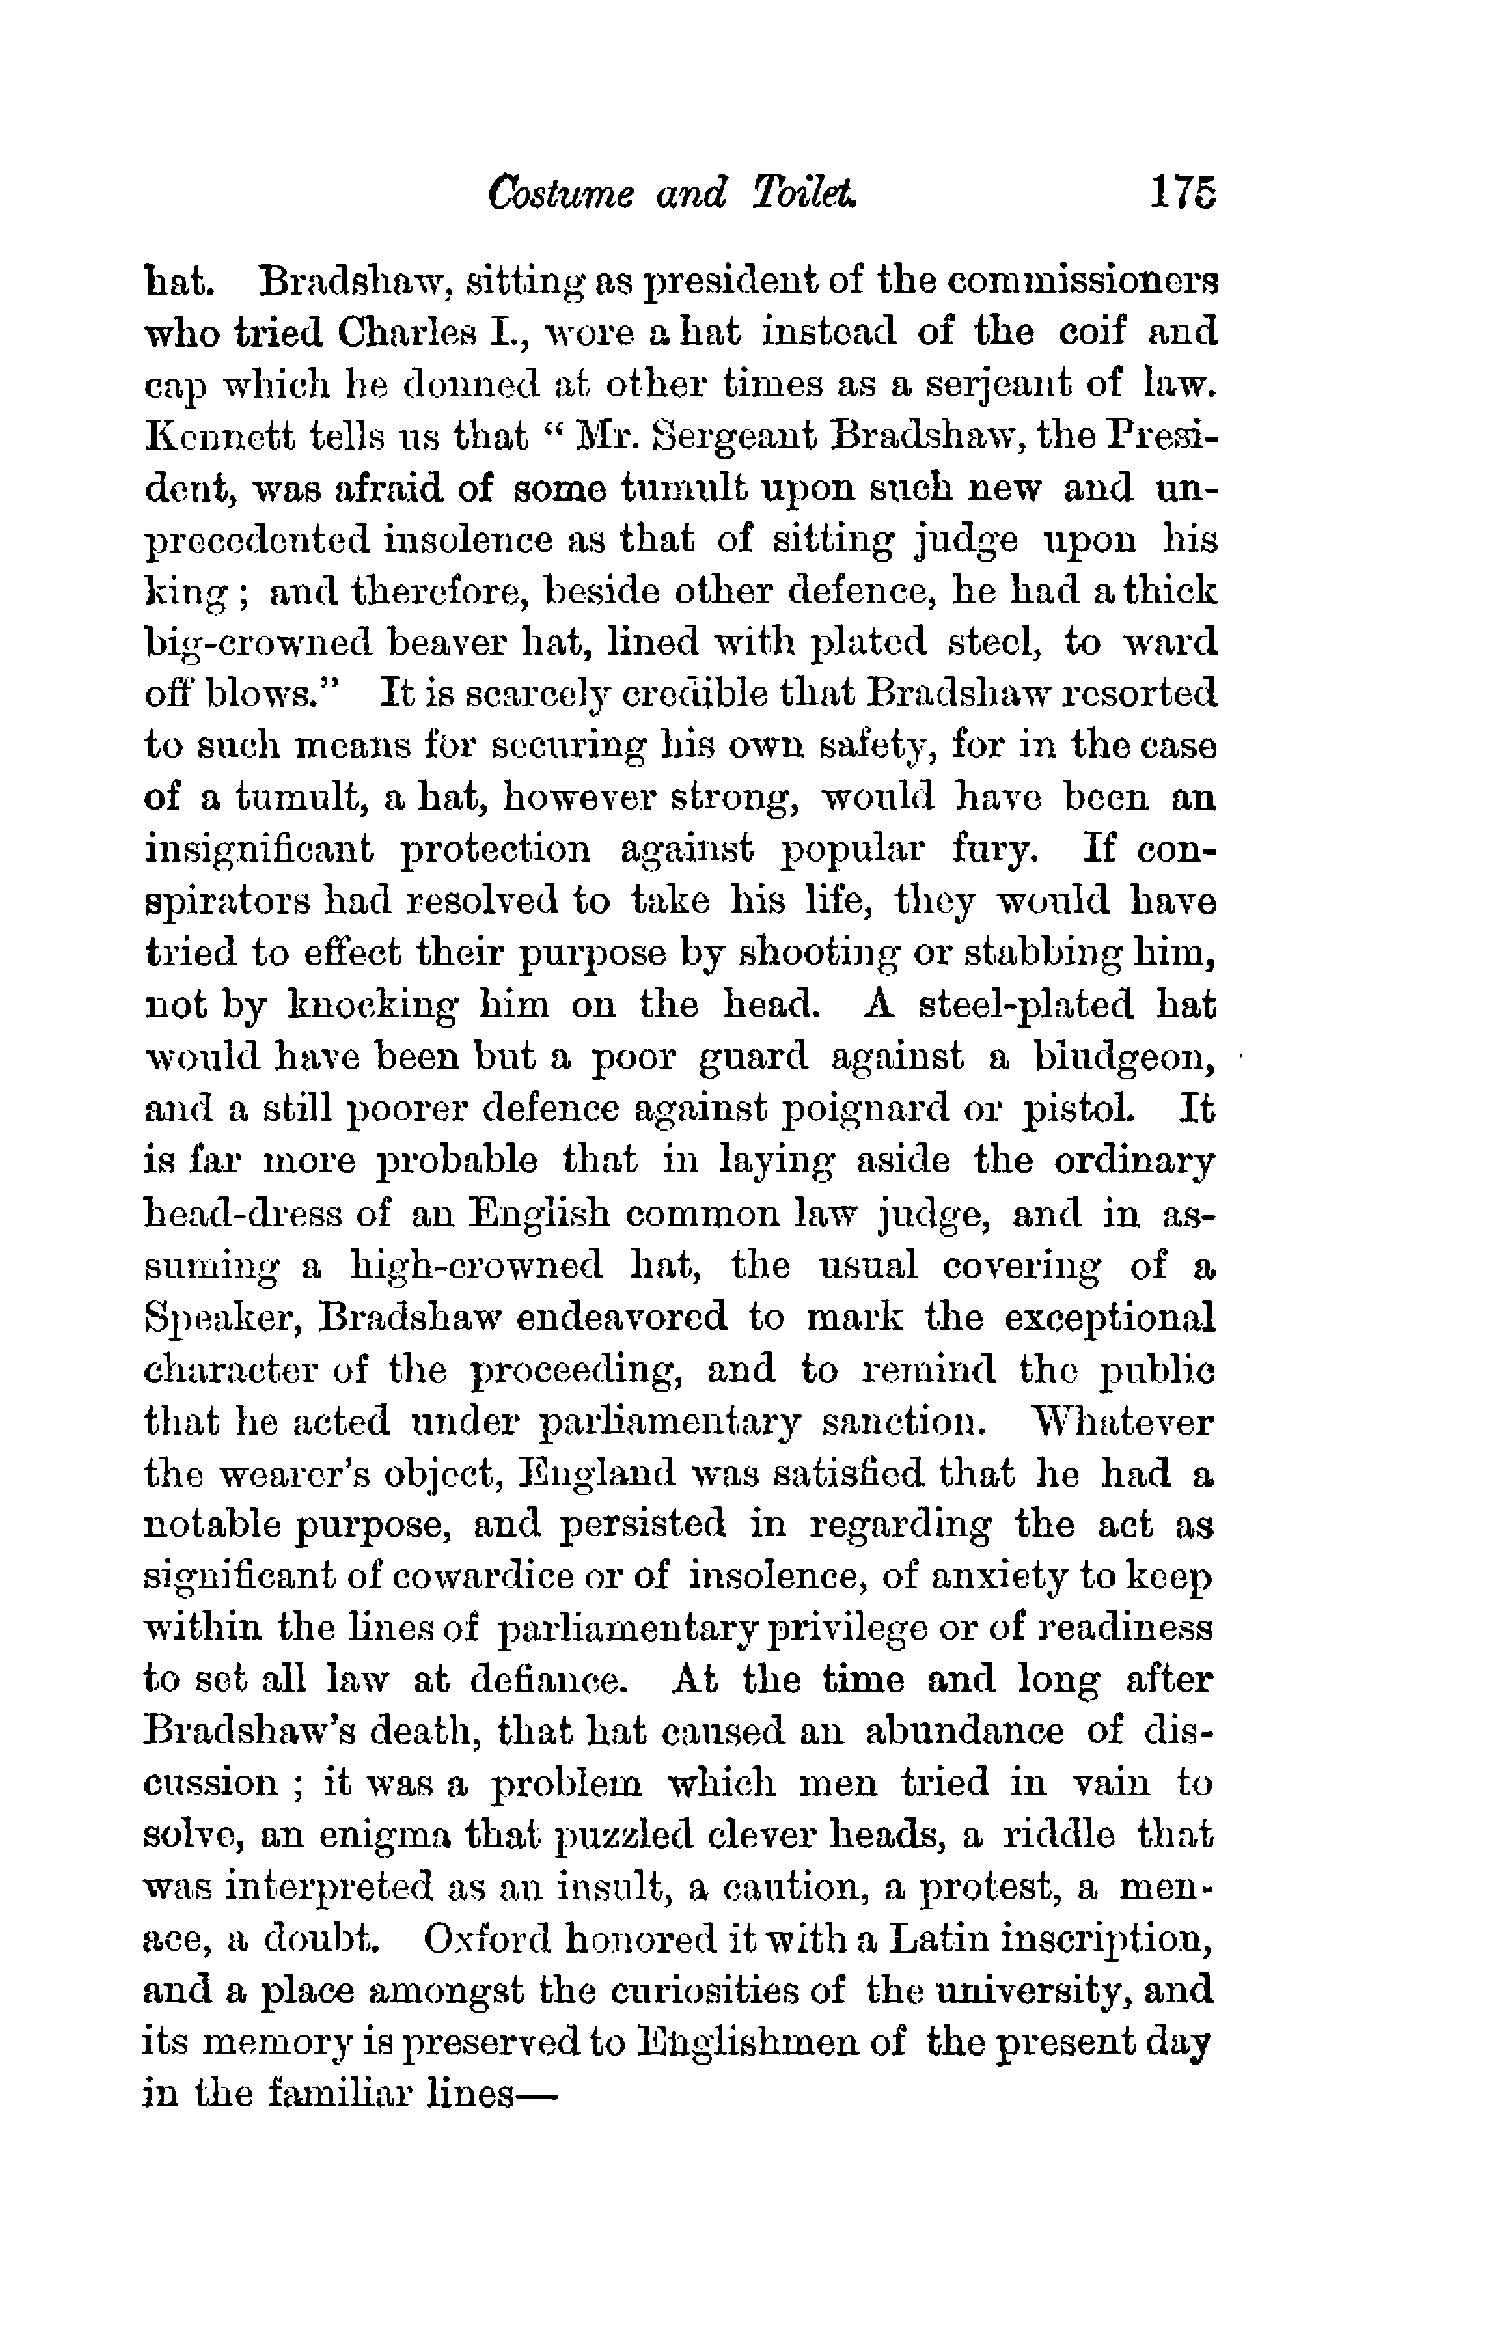 Costume and Toilet. 175
hat. Bradshaw, sitting as president of the commissioners
who tried Charles I., wore a hat instead of the coif and
cap which he donned at other times as a serjeant of law.
Kennett tells us that “ Mr. Sergeant Bradshaw, the Presi-
dent, was afraid of some tumult upon such new and un-
precedented insolence as that of sitting judge upon his
king ; and therefore, beside other defence, he had a thick
big-crowned beaver hat, lined with plated steel, to ward
off blows.” It is scarcely credible that Bradshaw resorted
to such means for securing his own safety, for in the case
of a tumult, a hat, however strong, would have been an
insignificant protection against popular fury. If con-
spirators had resolved to take his life, they would have
tried to effect their purpose by shooting or stabbing him,
not by knocking him on the head. A steel-plated hat
would have been but a poor guard against a bludgeon,
and a still poorer defence against poignard or pistol. It
is far more probable that in laying aside the ordinary
head-dress of an English common law judge, and in as-
suming a high-crowned hat, the usual covering of a
Speaker, Bradshaw endeavored to mark the exceptional
character of the proceeding, and to remind the public
that he acted under parliamentary sanction. Whatever
the wearer’s object, England was satisfied that he had a
notable purpose, and persisted in regarding the act as
significant of cowardice or of insolence, of anxiety to keep
within the lines of parliamentary privilege or of readiness
to set all law at defiance. At the time and long after
Bradshaw’s death, that hat caused an abundance of dis-
cussion ; it was a problem which men tried in vain to
solve, an enigma that puzzled clever heads, a riddle that
was interpreted as an insult, a caution, a protest, a men-
ace, a doubt. Oxford honored it with a Latin inscription,
and a place amongst the curiosities of the university, and
its memory is preserved to Englishmen of the present day
in the familiar lines—